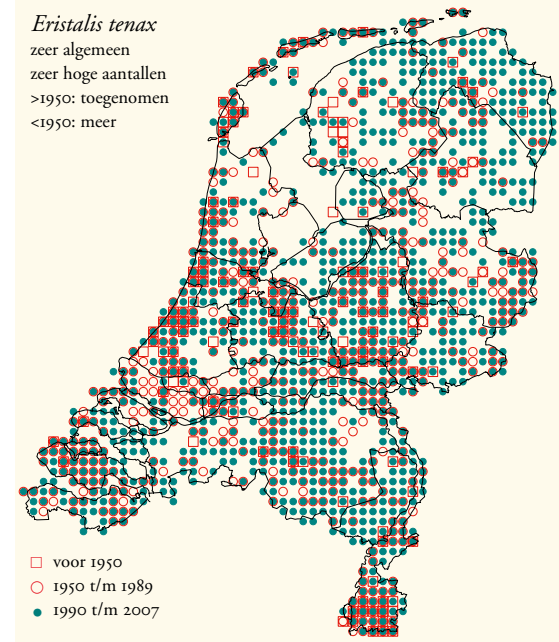 Eristalis tenax
zeer algemeen
zeer hoge aantallen
>1950: toegenomen
<1950: meer
voor 1950
1950 t/m 1989
1990 t/m 2007